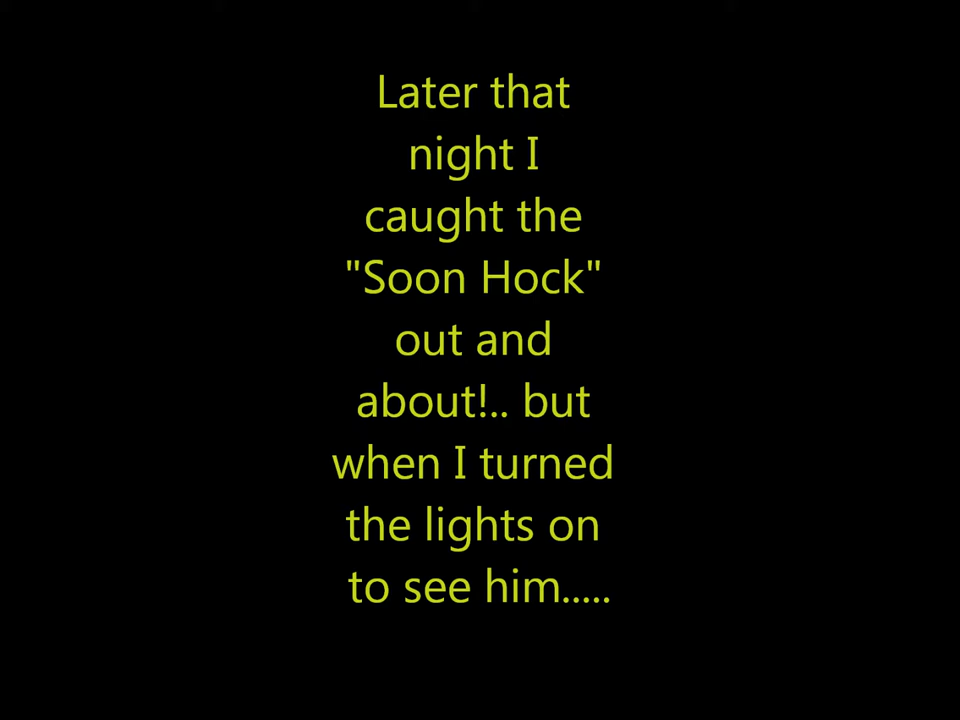 Later that
night I
caught the
"Soon Hock"
out and
about!.. but
when I turned
the lights on
to see him.....